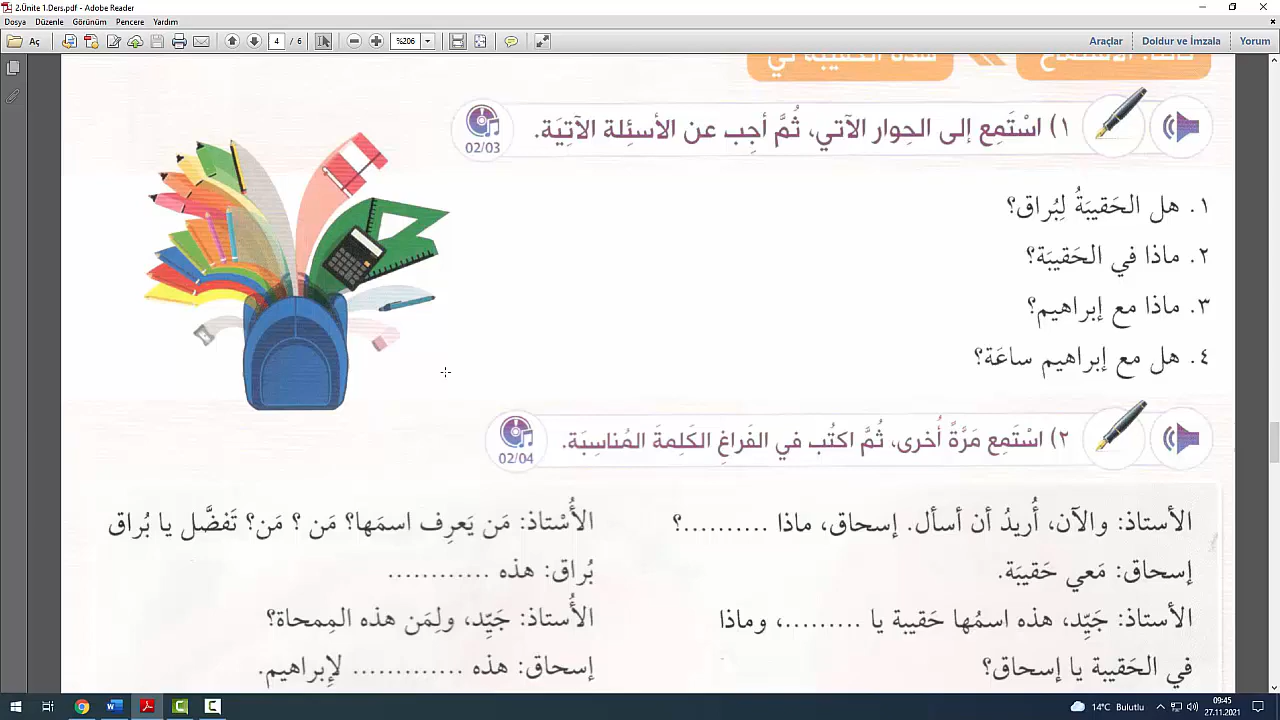 2.Ünite 1.Ders.pdf - Adobe Reader
Dosya Düzenle Görünüm Pencere Yardım
Aç 4 / 6 %206 Araçlar Doldur ve İmzala Yorum
١) اسْتَمِع إلى الحِوار الآتي، ثُمَّ أجِب عن الأسئِلة الآتِيَة.
02/03
١. هل الحَقيبَةُ لِبُراق؟
٢. ماذا في الحَقيبَة؟
٣. ماذا مع إبراهيم؟
٤. هل مع إبراهيم ساعَة؟
٢) اسْتَمِع مَرَّةً أُخرى، ثُمَّ اكتُب في الفَراغِ الكَلِمةَ المُناسِبَة.
02/04
الأستاذ: والآن، أُريدُ أن أسأل. إسحاق، ماذا ..........؟
إسحاق: مَعي حَقيبَة.
الأستاذ: جَيِّد، هذه اسمُها حَقيبة يا .........، وماذا
في الحَقيبة يا إسحاق؟
الأُسْتاذ: مَن يَعرِف اسمَها؟ مَن ؟ مَن؟ تَفضَّل يا بُراق
بُراق: هذه ............
الأُستاذ: جَيِّد، ولِمَن هذه المِمحاة؟
إسحاق: هذه ............. لإبراهيم.
14°C Bulutlu 09:45
27.11.2021